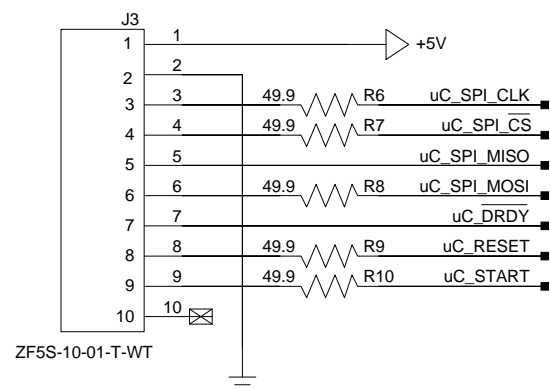 J3
1 1 +5V
2 2
3 3 49.9 R6 uC_SPI_CLK
4 4 49.9 R7 uC_SPI_CS
5 5 uC_SPI_MISO
6 6 49.9 R8 uC_SPI_MOSI
7 7 uC_DRDY
8 8 49.9 R9 uC_RESET
9 9 49.9 R10 uC_START
10 10
ZF5S-10-01-T-WT